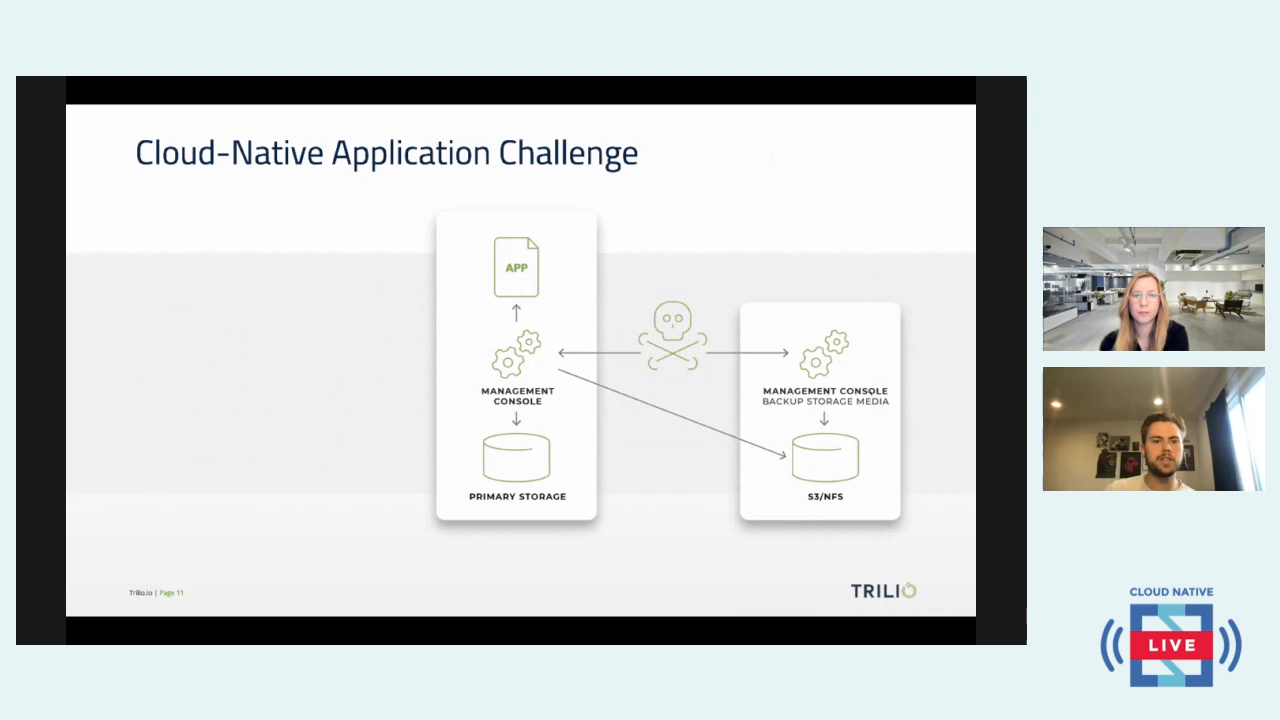 Cloud-Native Application Challenge
APP
MANAGEMENT
CONSOLE
PRIMARY STORAGE
MANAGEMENT CONSOLE
BACKUP STORAGE MEDIA
S3/NFS
Trilio.io | Page 11
TRILIO
CLOUD NATIVE
LIVE